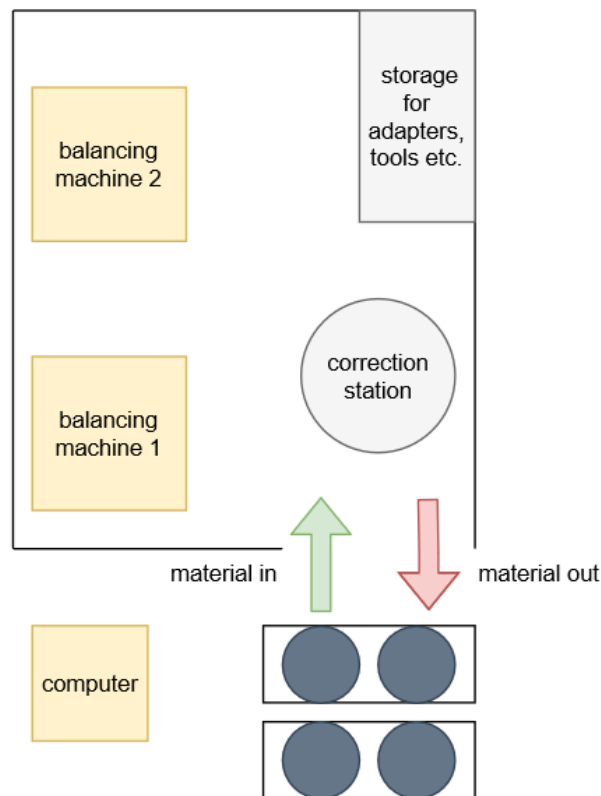 storage
for
adapters,
tools etc.
balancing
machine 2
correction
station
balancing
machine 1
material in
material out
computer